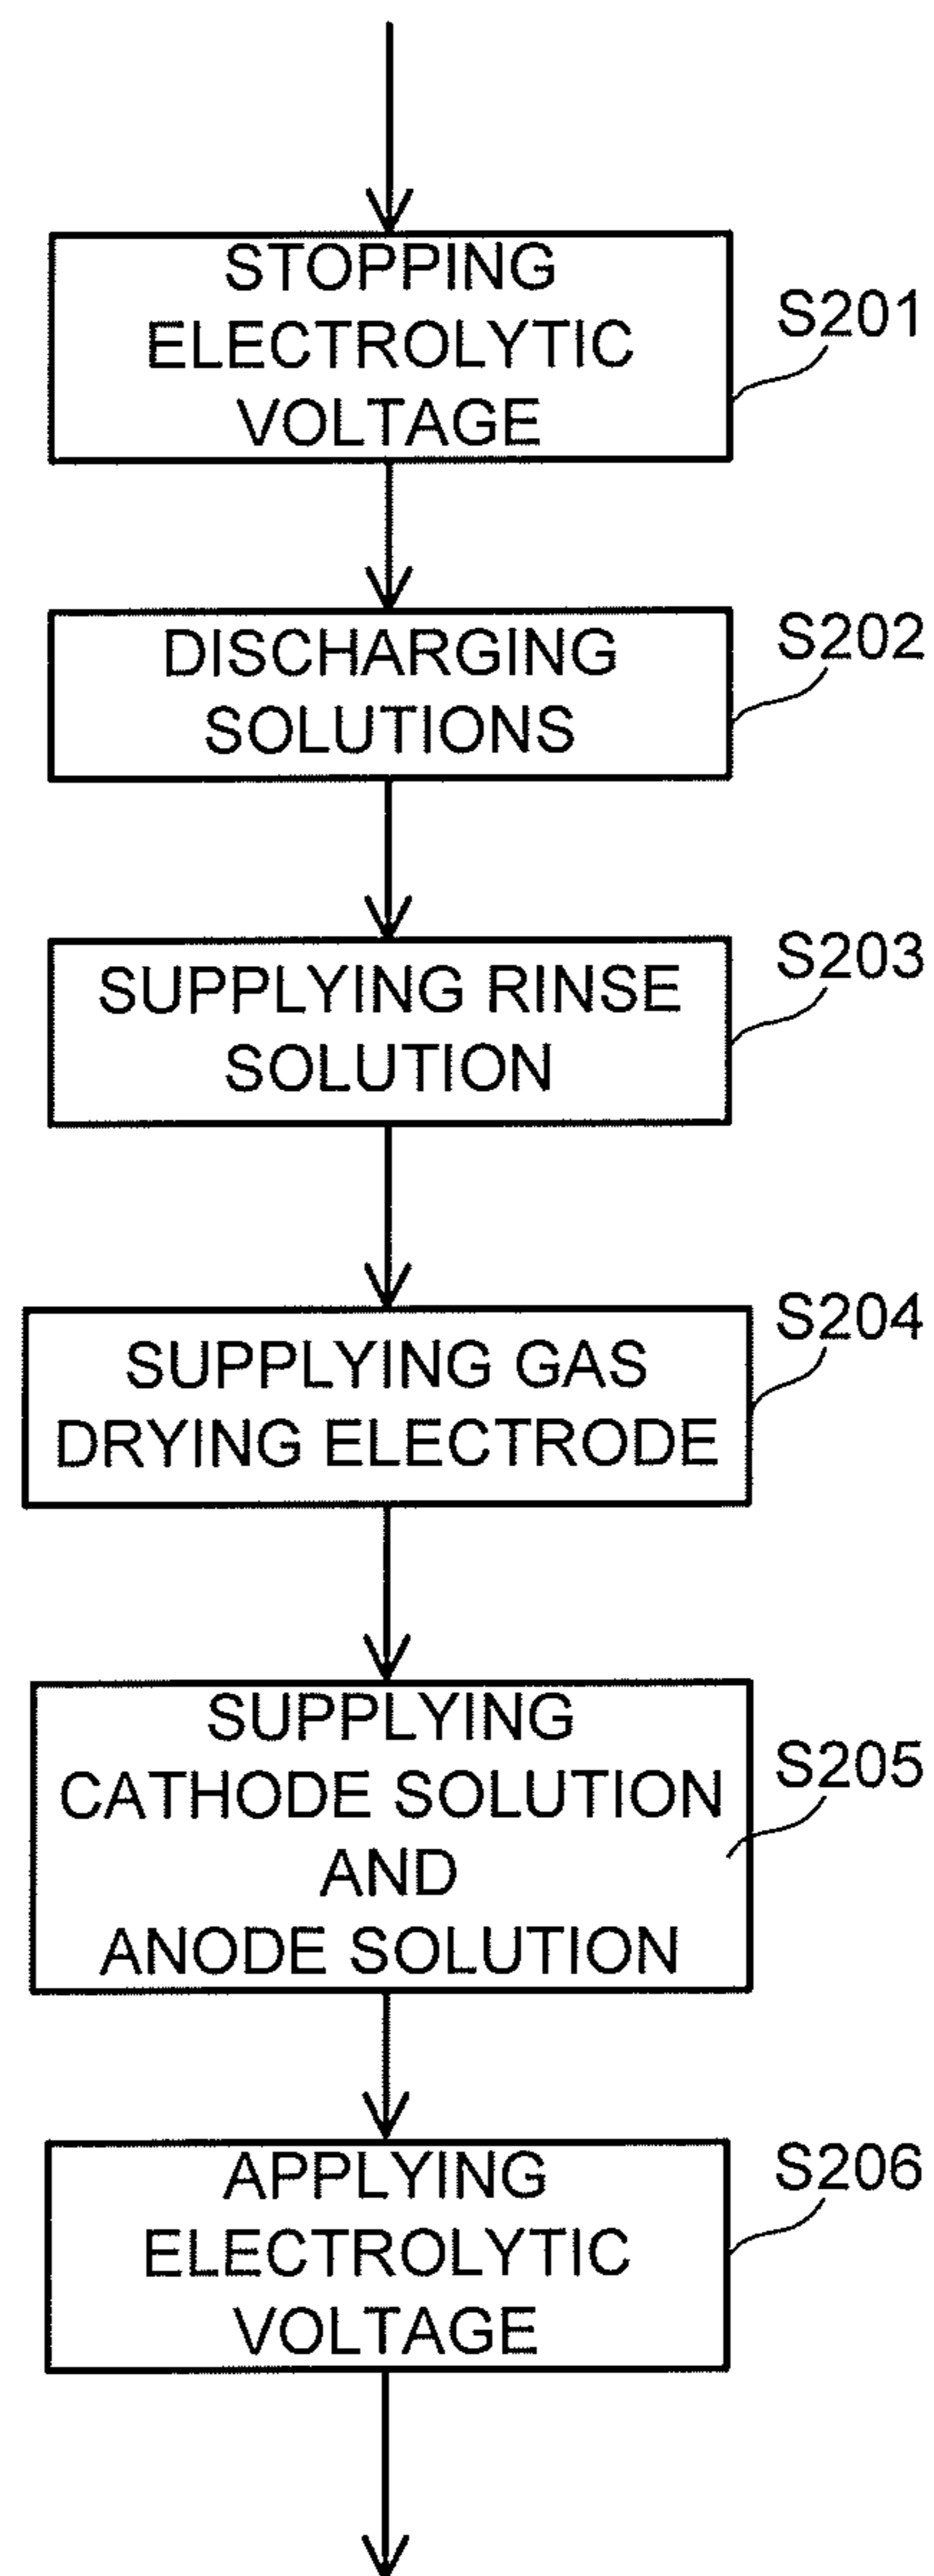 STOPPING
ELECTROLYTIC
VOLTAGE
S201
DISCHARGING
SOLUTIONS
S202
SUPPLYING RINSE
SOLUTION
S203
SUPPLYING GAS
DRYING ELECTRODE
S204
SUPPLYING
CATHODE SOLUTION
AND
ANODE SOLUTION
S205
APPLYING
ELECTROLYTIC
VOLTAGE
S206